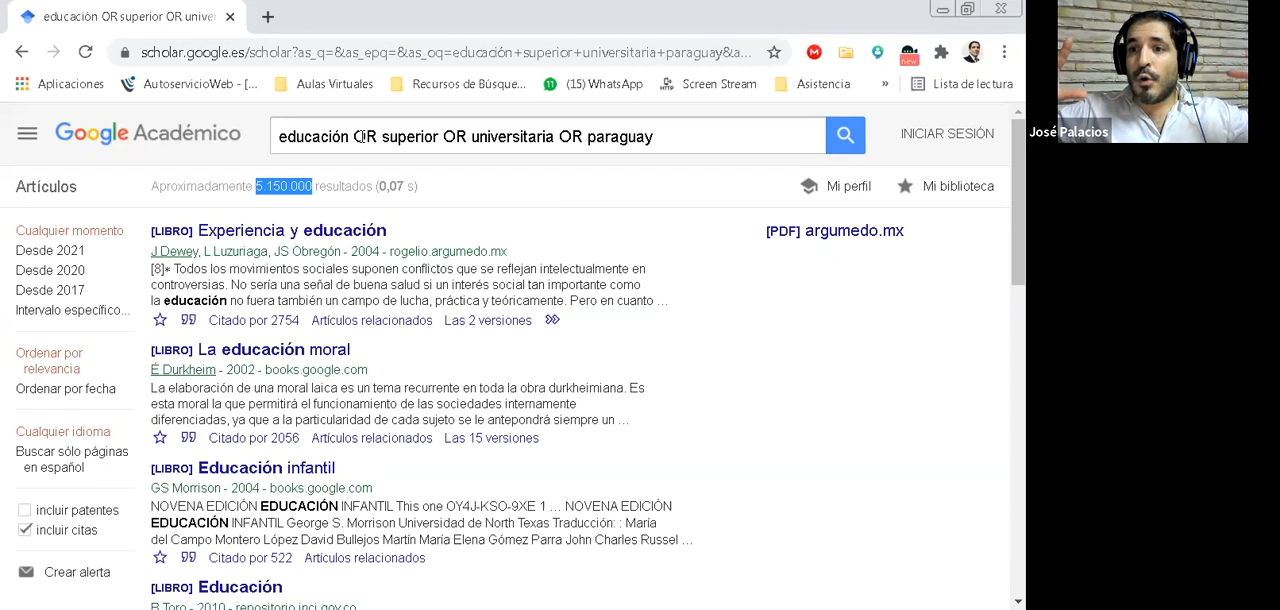 educación OR superior OR univer
scholar.google.es/scholar?as_q=&as_epq=&as_oq=educación+superior+universitaria+paraguay&a...
new
Aplicaciones
AutoservicioWeb - [...
Aulas Virtuales
Recursos de Búsque...
11
(15) WhatsApp
HTTP
Screen Stream
Asistencia
»
Lista de lectura
José Palacios
Google Académico
educación OR superior OR universitaria OR paraguay
INICIAR SESIÓN
Artículos
Aproximadamente 5.150.000 resultados (0,07 s)
Mi perfil
Mi biblioteca
Cualquier momento
Desde 2021
Desde 2020
Desde 2017
Intervalo específico...
Ordenar por
relevancia
Ordenar por fecha
Cualquier idioma
Buscar sólo páginas
en español
incluir patentes
incluir citas
Crear alerta
[LIBRO] Experiencia y educación
J Dewey, L Luzuriaga, JS Obregón - 2004 - rogelio.argumedo.mx
[8]* Todos los movimientos sociales suponen conflictos que se reflejan intelectualmente en
controversias. No sería una señal de buena salud si un interés social tan importante como
la educación no fuera también un campo de lucha, práctica y teóricamente. Pero en cuanto ...
Citado por 2754 Artículos relacionados Las 2 versiones
[PDF] argumedo.mx
[LIBRO] La educación moral
É Durkheim - 2002 - books.google.com
La elaboración de una moral laica es un tema recurrente en toda la obra durkheimiana. Es
esta moral la que permitirá el funcionamiento de las sociedades internamente
diferenciadas, ya que a la particularidad de cada sujeto se le antepondrá siempre un ...
Citado por 2056 Artículos relacionados Las 15 versiones
[LIBRO] Educación infantil
GS Morrison - 2004 - books.google.com
NOVENA EDICIÓN EDUCACIÓN INFANTIL This one OY4J-KSO-9XE 1 ... NOVENA EDICIÓN
EDUCACIÓN INFANTIL George S. Morrison Universidad de North Texas Traducción: : María
del Campo Montero López David Bullejos Martín María Elena Gómez Parra John Charles Russel ...
Citado por 522 Artículos relacionados
[LIBRO] Educación
B Toro - 2010 - repositorio.inci.gov.co